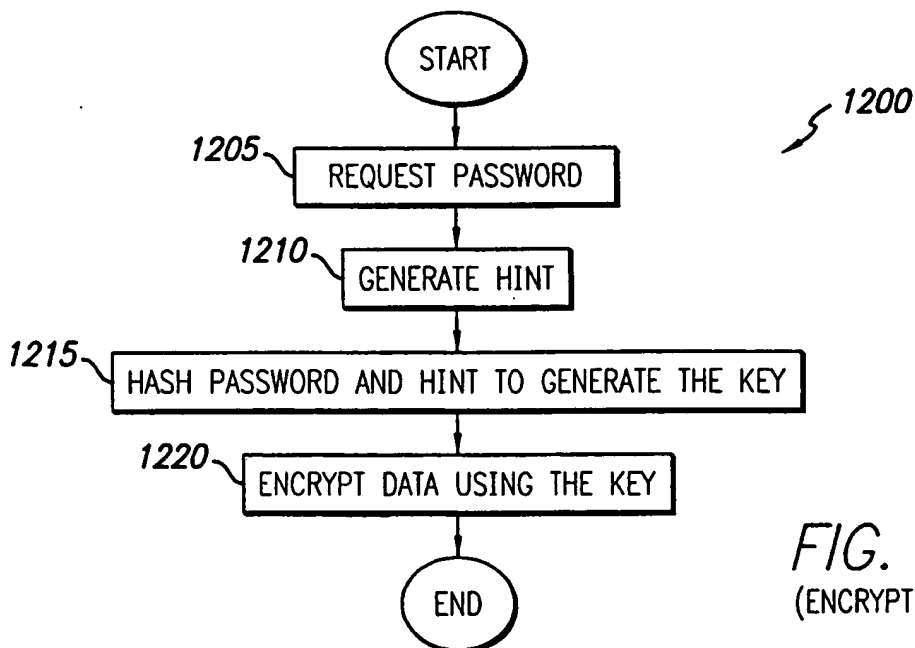 START
1200
1205
REQUEST PASSWORD
1210
GENERATE HINT
1215
HASH PASSWORD AND HINT TO GENERATE THE KEY
1220
ENCRYPT DATA USING THE KEY
END
FIG.
(ENCRYPT